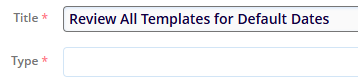 Title * Review All Templates for Default Dates
Type *